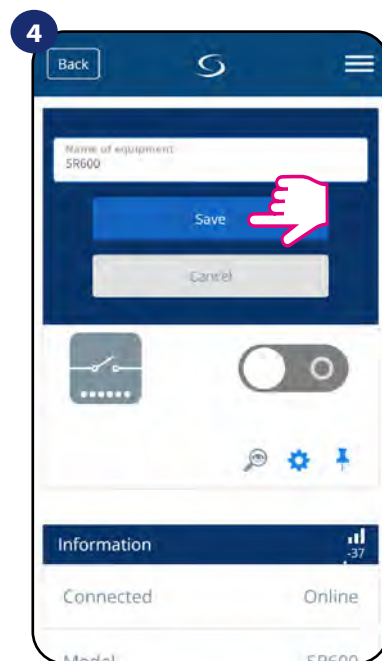 4
Back
Name of equipment
SR600
Save
Cancel
Information
-37
Connected Online
Model SR600